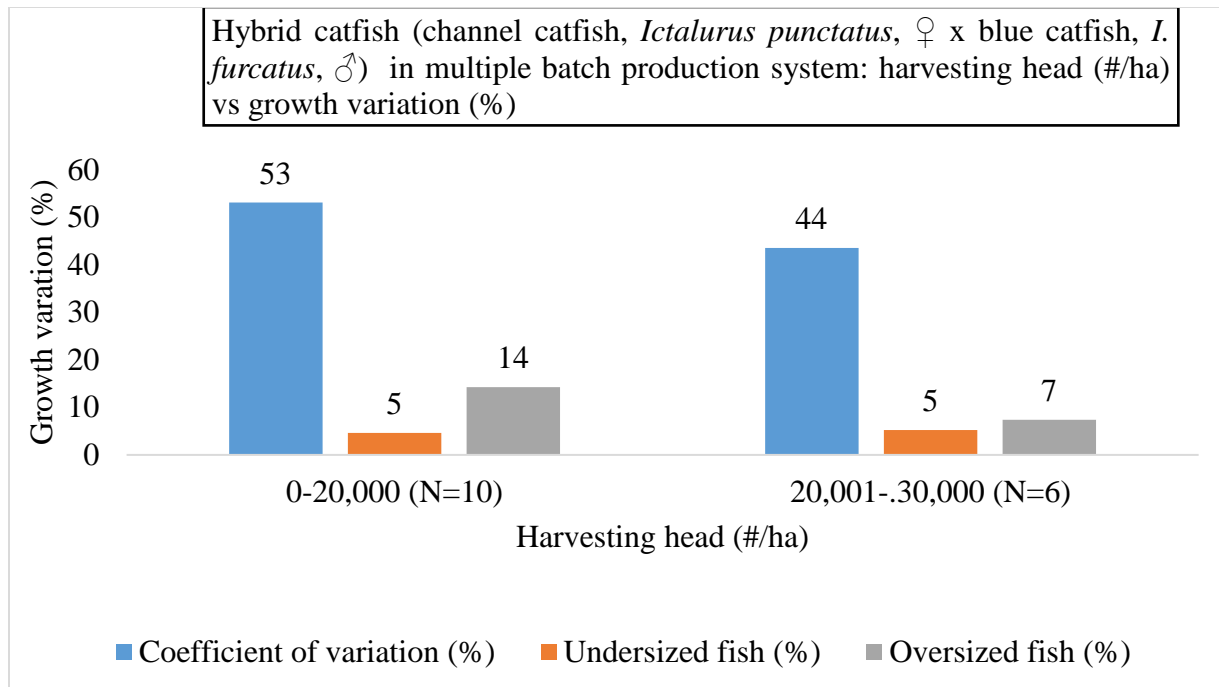 Hybrid catfish (channel catfish, Ictalurus punctatus, ♀ x blue catfish, I.
furcatus, ♂) in multiple batch production system: harvesting head (#/ha)
vs growth variation (%)
Growth varation (%)
60
50
40
30
20
10
0
53
5
14
44
5
7
0-20,000 (N=10)
20,001-.30,000 (N=6)
Harvesting head (#/ha)
Coefficient of variation (%)
Undersized fish (%)
Oversized fish (%)